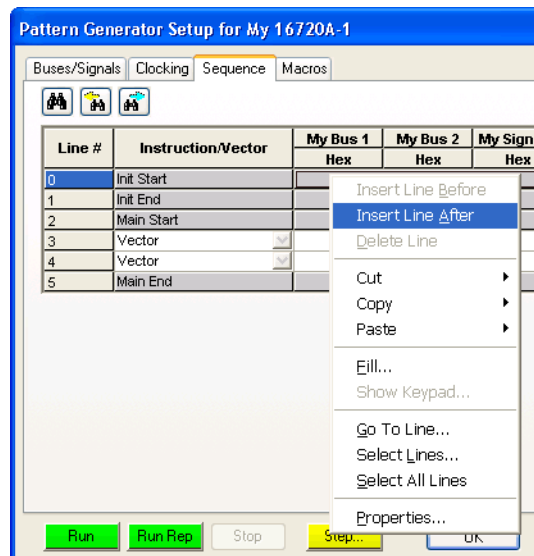 Pattern Generator Setup for My 16720A-1
Buses/Signals Clocking Sequence Macros
Line # Instruction/Vector My Bus 1 My Bus 2 My Sign
Hex Hex Hex
0 Init Start
1 Init End
2 Main Start
3 Vector
4 Vector
5 Main End
Insert Line Before
Insert Line After
Delete Line
Cut
Copy
Paste
Fill...
Show Keypad...
Go To Line...
Select Lines...
Select All Lines
Properties...
Run Run Rep Stop Step... OK